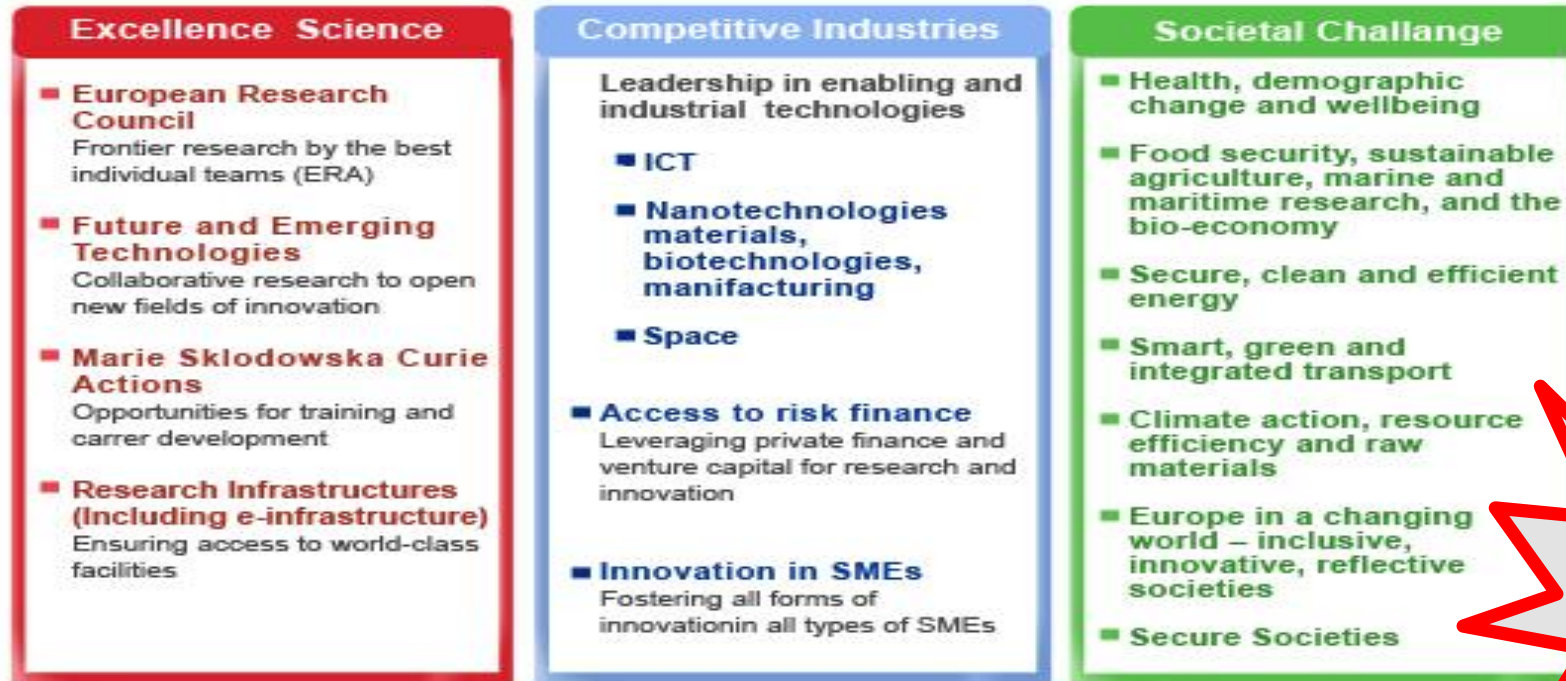 Excellence Science
European Research
Council
Frontier research by the best
individual teams (ERA)
Future and Emerging
Technologies
Collaborative research to open
new fields of innovation
Marie Sklodowska Curie
Actions
Opportunities for training and
carrer development
Research Infrastructures
(Including e-infrastructure)
Ensuring access to world-class
facilities
Competitive Industries
Leadership in enabling and
industrial technologies
ICT
Nanotechnologies
materials,
biotechnologies,
manifacturing
Space
Access to risk finance
Leveraging private finance and
venture capital for research and
innovation
Innovation in SMEs
Fostering all forms of
innovationin all types of SMEs
Societal Challange
Health, demographic
change and wellbeing
Food security, sustainable
agriculture, marine and
maritime research, and the
bio-economy
Secure, clean and efficient
energy
Smart, green and
integrated transport
Climate action, resource
efficiency and raw
materials
Europe in a changing
world – inclusive,
innovative, reflective
societies
Secure Societies